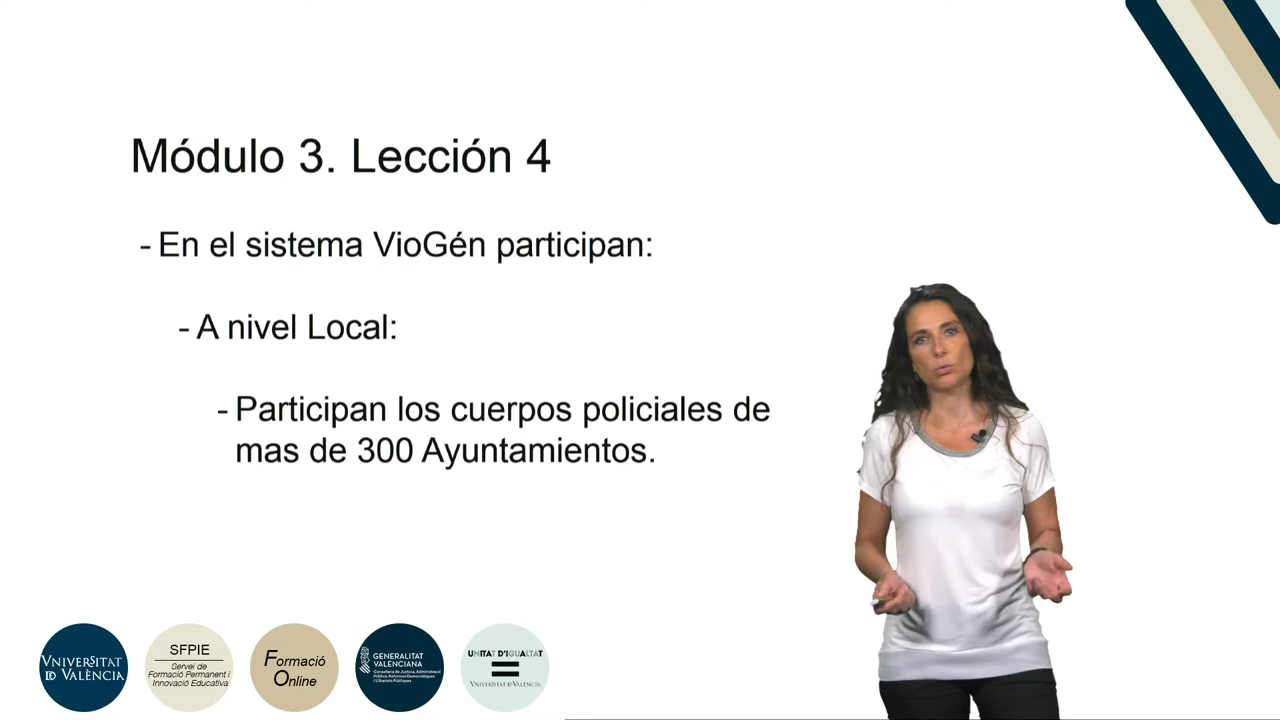 Módulo 3. Lección 4
- En el sistema VioGén participan:
- A nivel Local:
- Participan los cuerpos policiales de
mas de 300 Ayuntamientos.
VNIVERSITAT
ID VALÈNCIA
SFPIE
Servei de
Formació Permanent i
Innovació Educativa
Formació
Online
GENERALITAT
VALENCIANA
Conselleria de Justícia, Administració
Pública, Reformes Democràtiques
i Llibertats Públiques
UNITAT D'IGUALTAT
VNIVERSITAT ID VALÈNCIA